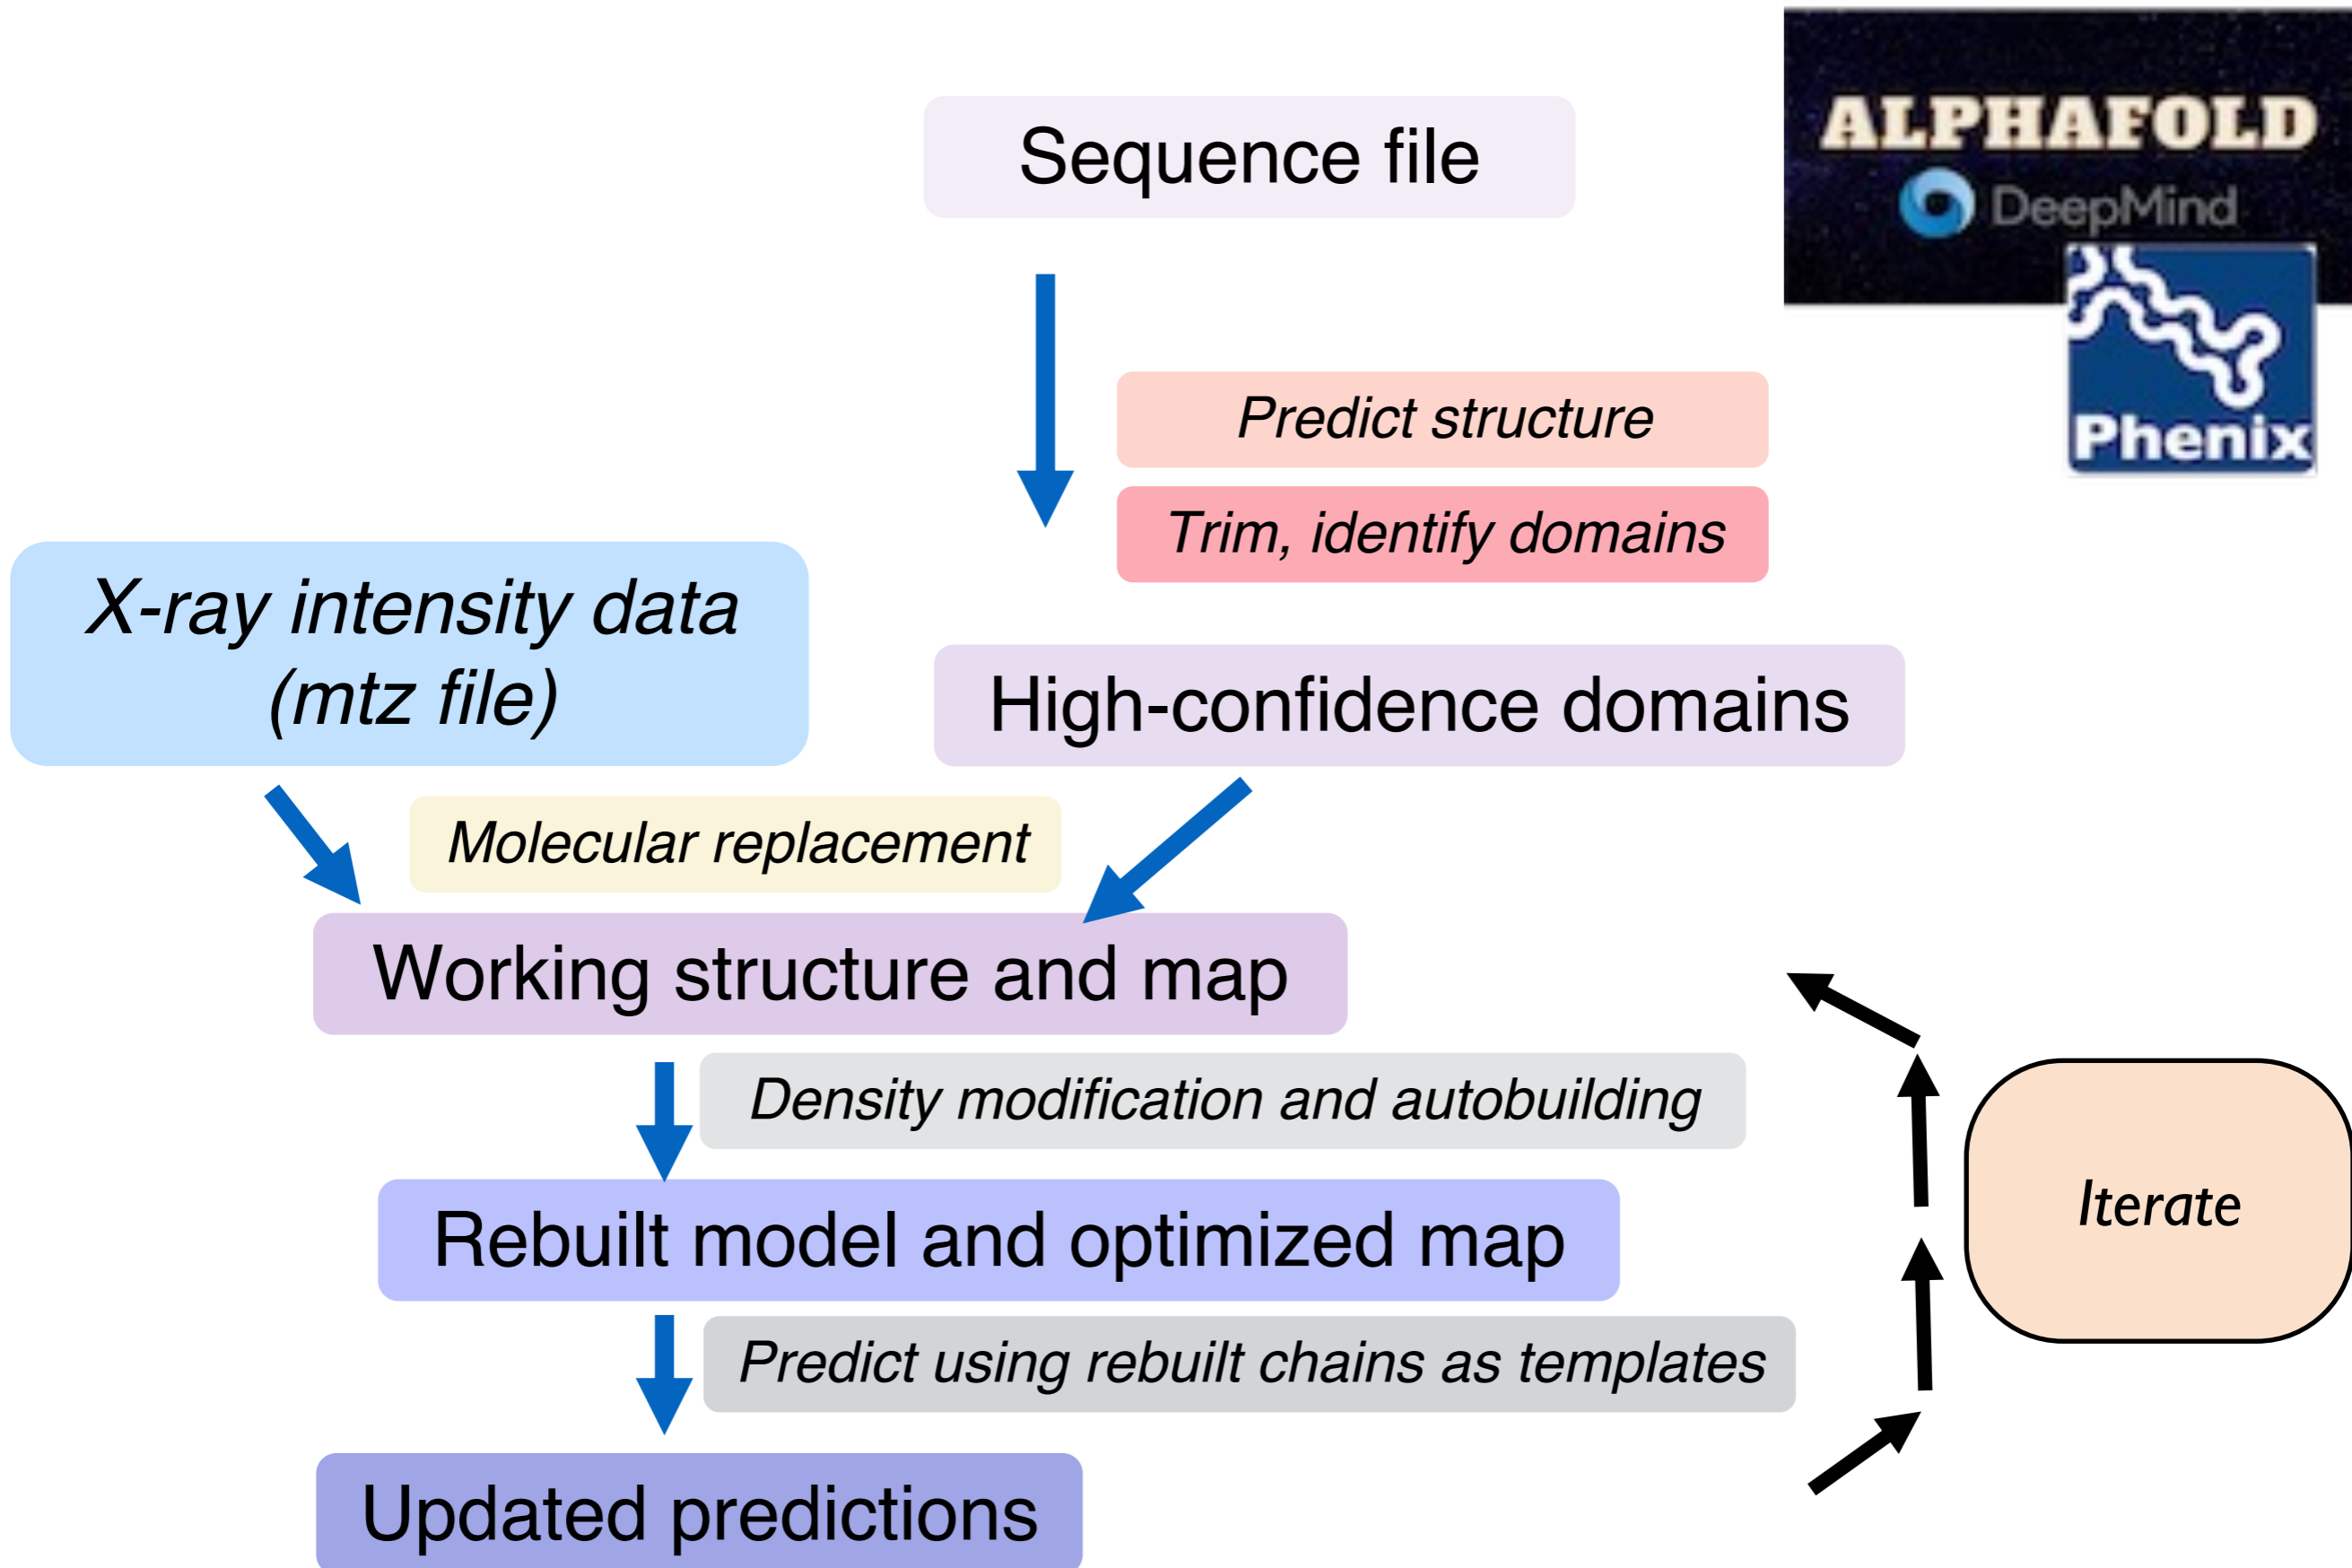 Sequence file
ALPHAFOLD
DeepMind
Phenix
Predict structure
Trim, identify domains
X-ray intensity data
(mtz file)
High-confidence domains
Molecular replacement
Working structure and map
Density modification and autobuilding
Iterate
Rebuilt model and optimized map
Predict using rebuilt chains as templates
Updated predictions